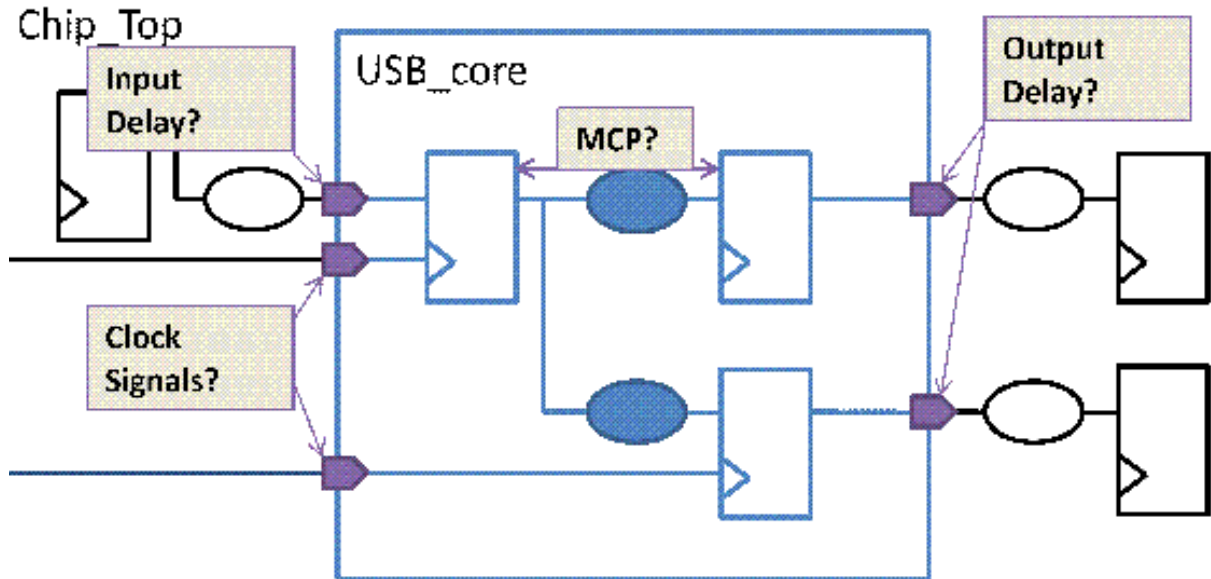 Chip_Top
Input
Delay?
USB_core
MCP?
Output
Delay?
Clock
Signals?